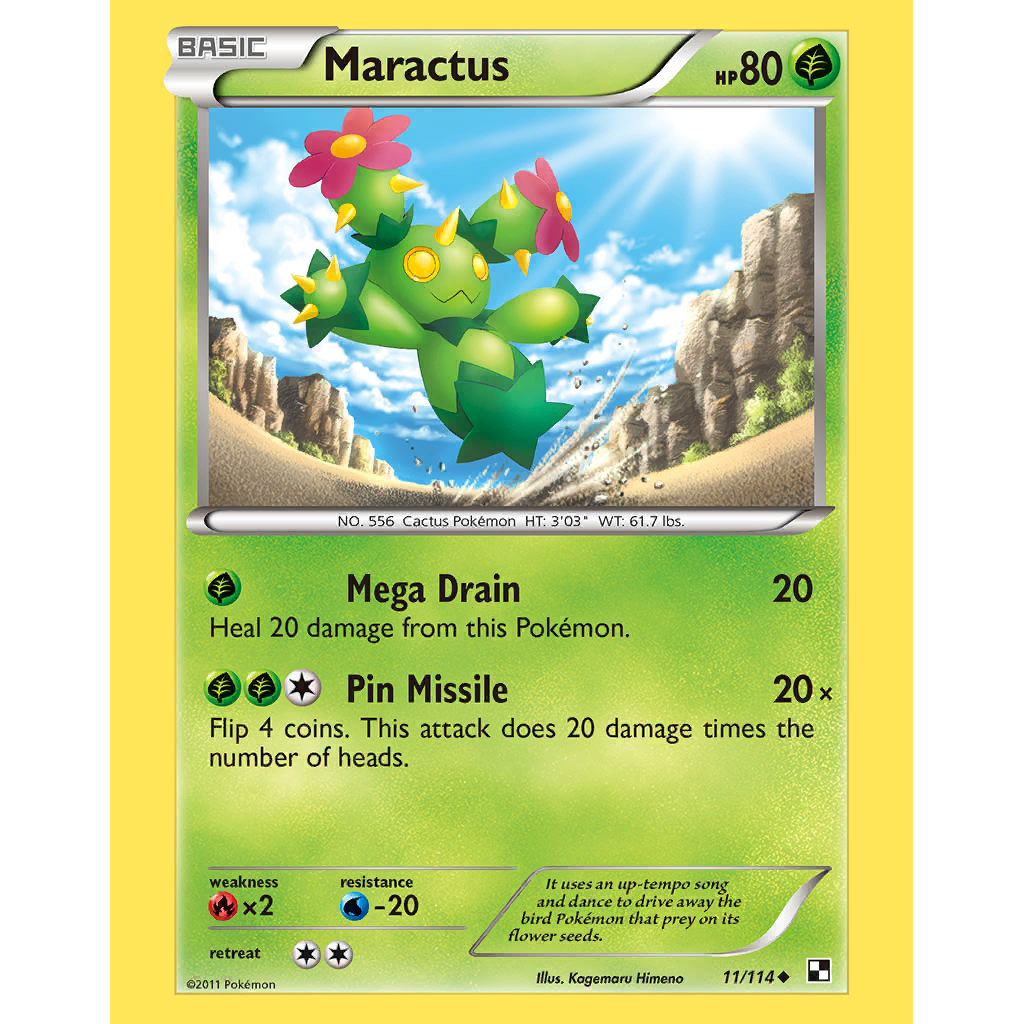 BASIC
Maractus
HP80
NO. 556 Cactus Pokémon HT: 3'03" WT: 61.7 lbs.
Mega Drain 20
Heal 20 damage from this Pokémon.
Pin Missile 20×
Flip 4 coins. This attack does 20 damage times the
number of heads.
weakness
×2
resistance
-20
It uses an up-tempo song
and dance to drive away the
bird Pokémon that prey on its
flower seeds.
retreat
©2011 Pokémon
Illus. Kagemaru Himeno
11/114